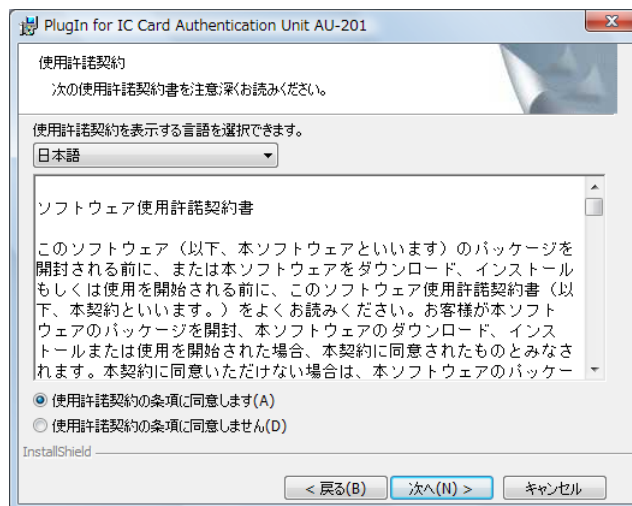 PlugIn for IC Card Authentication Unit AU-201
使用許諾契約
次の使用許諾契約書を注意深くお読みください。
使用許諾契約を表示する言語を選択できます。
日本語
ソフトウェア使用許諾契約書
このソフトウェア（以下、本ソフトウェアといいます）のパッケージを
開封される前に、または本ソフトウェアをダウンロード、インストール
もしくは使用を開始される前に、このソフトウェア使用許諾契約書（以
下、本契約といいます。）をよくお読みください。お客様が本ソフト
ウェアのパッケージを開封、本ソフトウェアのダウンロード、インス
トールまたは使用を開始された場合、本契約に同意されたものとみなさ
れます。本契約に同意いただけない場合は、本ソフトウェアのパッケー
使用許諾契約の条項に同意します(A)
使用許諾契約の条項に同意しません(D)
InstallShield
< 戻る(B) 次へ(N) > キャンセル